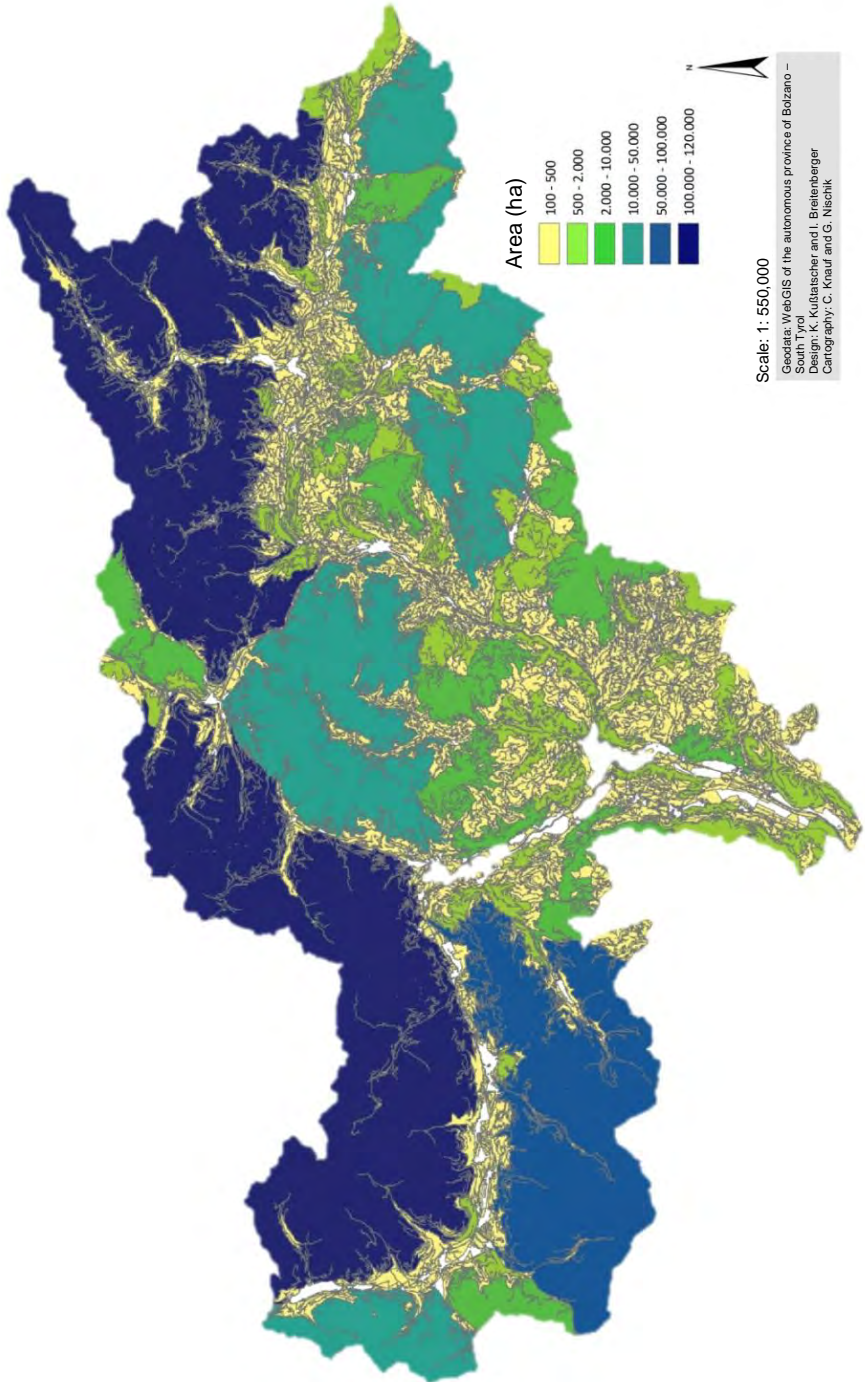 Area (ha)
100 - 500
500 - 2.000
2.000 - 10.000
10.000 - 50.000
50.000 - 100.000
100.000 - 120.000
N
Scale: 1: 550,000
Geodata: WebGIS of the autonomous province of Bolzano –
South Tyrol
Design: K. Kußtatscher and I. Breitenberger
Cartography: C. Knauf and G. Nischik